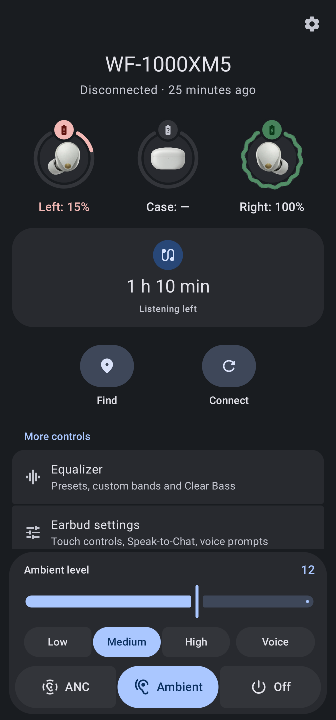 WF-1000XM5
Disconnected · 25 minutes ago
Left: 15% Case: — Right: 100%
1 h 10 min
Listening left
Find Connect
More controls
Equalizer
Presets, custom bands and Clear Bass
Earbud settings
Touch controls, Speak-to-Chat, voice prompts
Ambient level 12
Low Medium High Voice
ANC Ambient Off